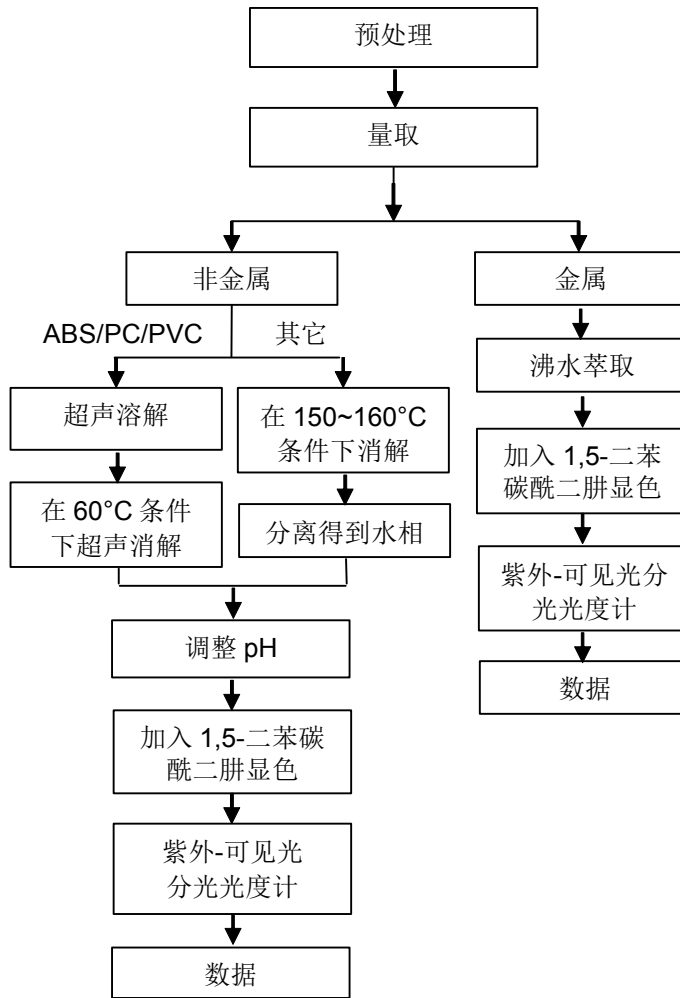 预处理
量取
非金属
金属
ABS/PC/PVC
其它
沸水萃取
超声溶解
在 150~160°C
条件下消解
加入 1,5-二苯
碳酰二肼显色
在 60°C 条件
下超声消解
分离得到水相
紫外-可见光分
光光度计
调整 pH
数据
加入 1,5-二苯碳
酰二肼显色
紫外-可见光
分光光度计
数据